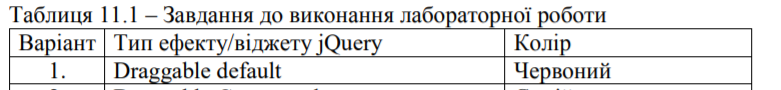 Таблиця 11.1 – Завдання до виконання лабораторної роботи
Варіант Тип ефекту/віджету jQuery Колір
1. Draggable default Червоний